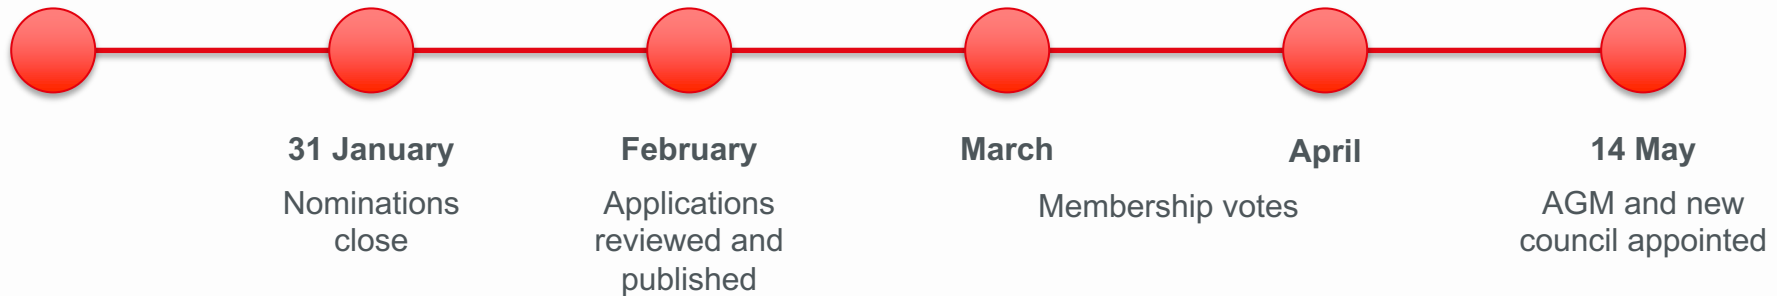 31 January
Nominations
close
February
Applications
reviewed and
published
March
April
Membership votes
14 May
AGM and new
council appointed